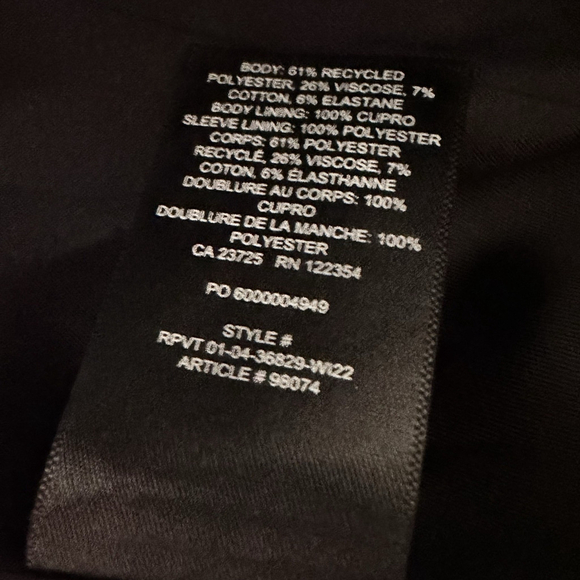 BODY: 61% RECYCLED
POLYESTER, 26% VISCOSE, 7%
COTTON, 6% ELASTANE
BODY LINING: 100% CUPRO
SLEEVE LINING: 100% POLYESTER
CORPS: 61% POLYESTER
RECYCLÉ, 26% VISCOSE, 7%
COTON, 6% ÉLASTHANNE
DOUBLURE AU CORPS: 100%
CUPRO
DOUBLURE DE LA MANCHE: 100%
POLYESTER
CA 23725 RN 122354
PO 6000004949
STYLE #
RPVT 01-04-36829-WI22
ARTICLE # 98074